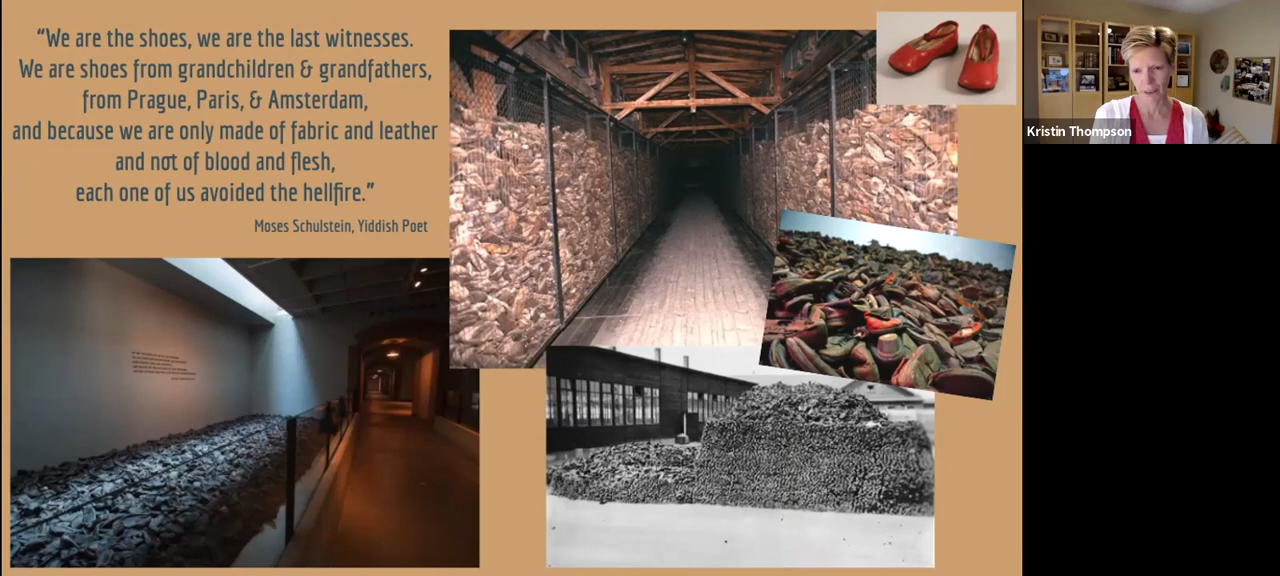 “We are the shoes, we are the last witnesses.
We are shoes from grandchildren & grandfathers,
from Prague, Paris, & Amsterdam,
and because we are only made of fabric and leather
and not of blood and flesh,
each one of us avoided the hellfire.”
Moses Schulstein, Yiddish Poet
Kristin Thompson